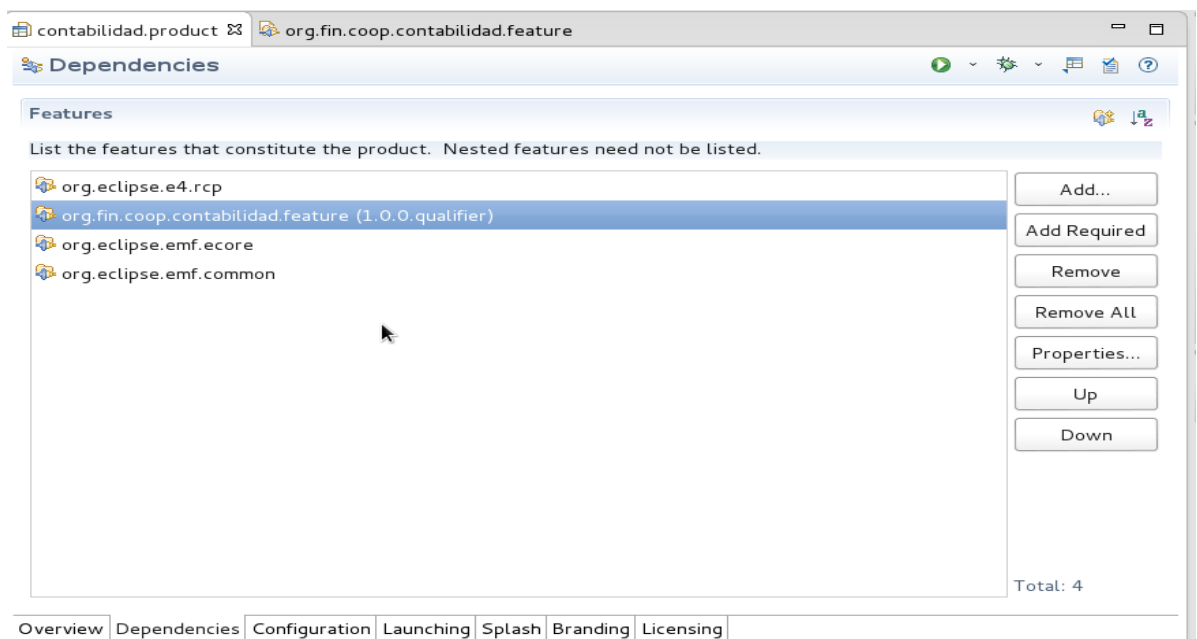 contabilidad.product org.fin.coop.contabilidad.feature
Dependencies
Features
List the features that constitute the product. Nested features need not be listed.
org.eclipse.e4.rcp
org.fin.coop.contabilidad.feature (1.0.0.qualifier)
org.eclipse.emf.ecore
org.eclipse.emf.common
Add...
Add Required
Remove
Remove All
Properties...
Up
Down
Total: 4
Overview Dependencies Configuration Launching Splash Branding Licensing